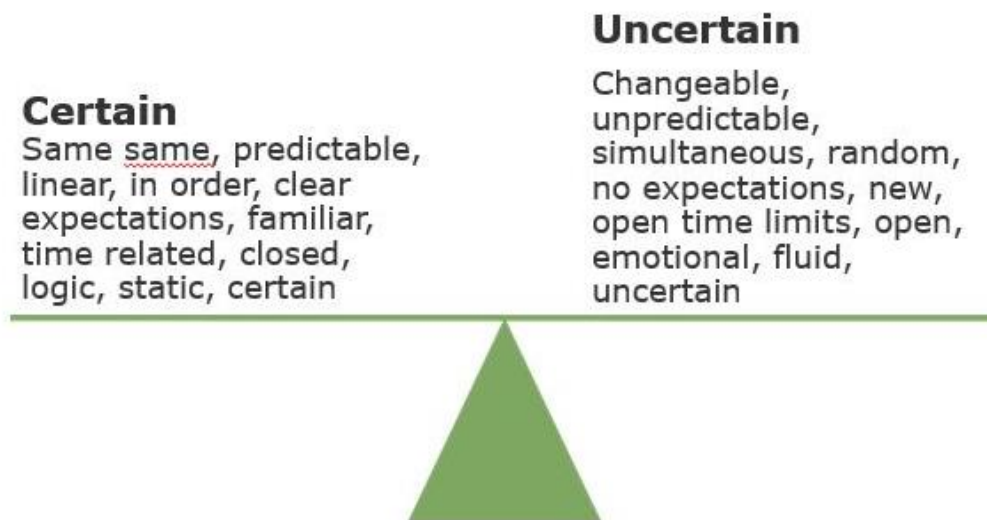 Certain
Same same, predictable,
linear, in order, clear
expectations, familiar,
time related, closed,
logic, static, certain
Uncertain
Changeable,
unpredictable,
simultaneous, random,
no expectations, new,
open time limits, open,
emotional, fluid,
uncertain